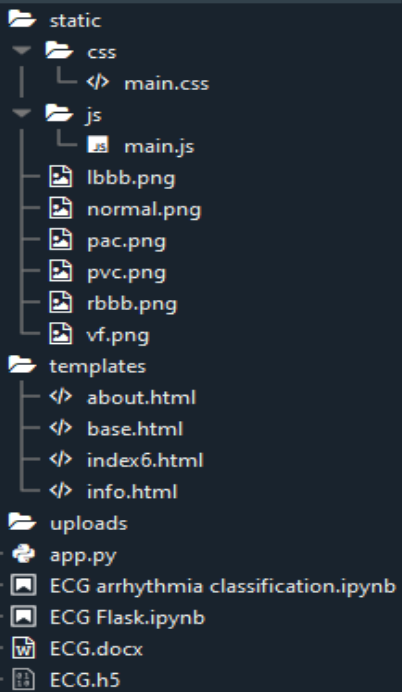 static
css
main.css
js
main.js
lbbb.png
normal.png
pac.png
pvc.png
rbbb.png
vf.png
templates
about.html
base.html
index6.html
info.html
uploads
app.py
ECG arrhythmia classification.ipynb
ECG Flask.ipynb
ECG.docx
ECG.h5